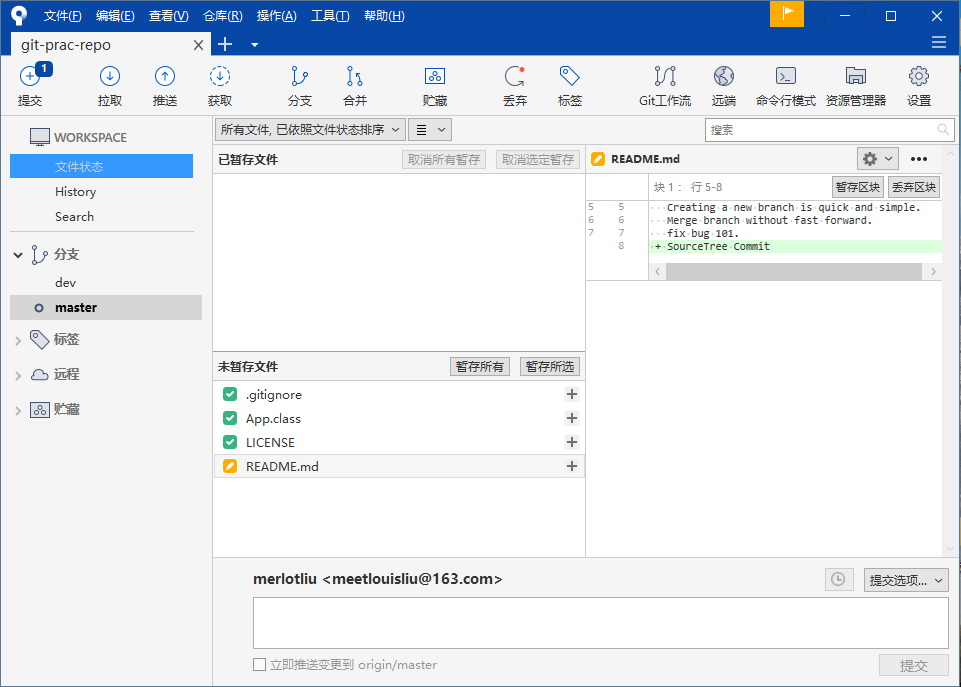 文件(F) 编辑(E) 查看(V) 仓库(R) 操作(A) 工具(T) 帮助(H)
git-prac-repo
1
提交 拉取 推送 获取 分支 合并 贮藏 丢弃 标签 Git工作流 远端 命令行模式 资源管理器 设置
WORKSPACE
文件状态
History
Search
分支
dev
master
标签
远程
贮藏
所有文件, 已依照文件状态排序
搜索
已暂存文件 取消所有暂存 取消选定暂存
未暂存文件 暂存所有 暂存所选
.gitignore
App.class
LICENSE
README.md
README.md
块 1： 行 5-8 暂存区块 丢弃区块
5 5 ···Creating·a·new·branch·is·quick·and·simple.
6 6 ···Merge·branch·without·fast·forward.
7 7 ···fix·bug·101.
8 ·+·SourceTree·Commit
merlotliu <meetlouisliu@163.com>
提交选项...
立即推送变更到 origin/master
提交